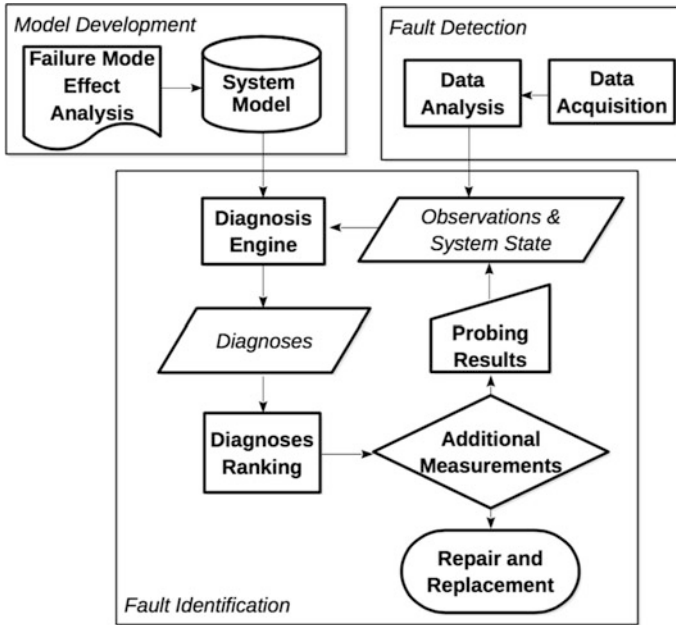 Model Development
Failure Mode
Effect
Analysis
System
Model
Fault Detection
Data
Analysis
Data
Acquisition
Diagnosis
Engine
Observations &
System State
Diagnoses
Probing
Results
Diagnoses
Ranking
Additional
Measurements
Repair and
Replacement
Fault Identification